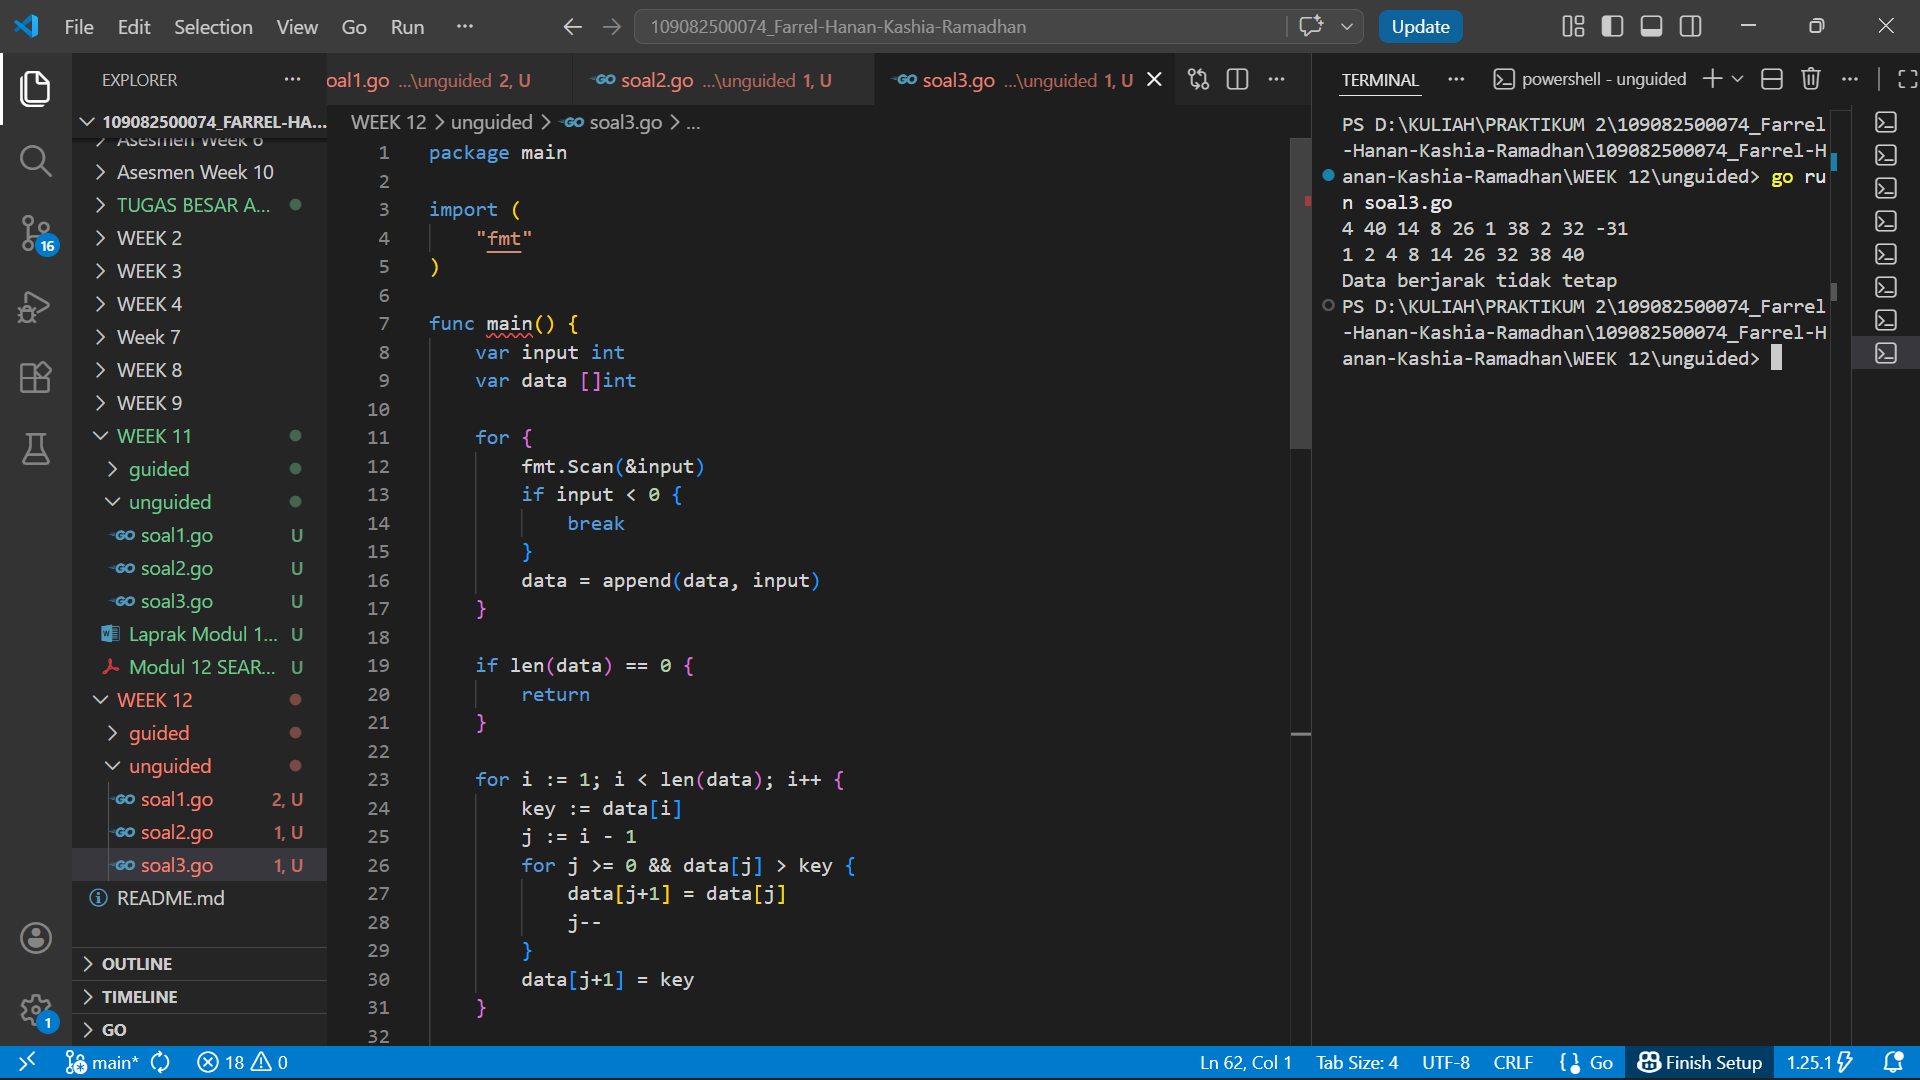 File Edit Selection View Go Run ···
109082500074_Farrel-Hanan-Kashia-Ramadhan
Update
EXPLORER
109082500074_FARREL-HA...
Asesmen Week 6
Asesmen Week 10
TUGAS BESAR A...
WEEK 2
WEEK 3
WEEK 4
Week 7
WEEK 8
WEEK 9
WEEK 11
guided
unguided
soal1.go U
soal2.go U
soal3.go U
Laprak Modul 1... U
Modul 12 SEAR... U
WEEK 12
guided
unguided
soal1.go 2, U
soal2.go 1, U
soal3.go 1, U
README.md
OUTLINE
TIMELINE
GO
16
1
oal1.go ...\unguided 2, U
soal2.go ...\unguided 1, U
soal3.go ...\unguided 1, U
WEEK 12 > unguided > soal3.go > ...
1 package main
2
3 import (
4 "fmt"
5 )
6
7 func main() {
8 var input int
9 var data []int
10
11 for {
12 fmt.Scan(&input)
13 if input < 0 {
14 break
15 }
16 data = append(data, input)
17 }
18
19 if len(data) == 0 {
20 return
21 }
22
23 for i := 1; i < len(data); i++ {
24 key := data[i]
25 j := i - 1
26 for j >= 0 && data[j] > key {
27 data[j+1] = data[j]
28 j--
29 }
30 data[j+1] = key
31 }
32
TERMINAL
powershell - unguided
PS D:\KULIAH\PRAKTIKUM 2\109082500074_Farrel
-Hanan-Kashia-Ramadhan\109082500074_Farrel-H
anan-Kashia-Ramadhan\WEEK 12\unguided> go ru
n soal3.go
4 40 14 8 26 1 38 2 32 -31
1 2 4 8 14 26 32 38 40
Data berjarak tidak tetap
PS D:\KULIAH\PRAKTIKUM 2\109082500074_Farrel
-Hanan-Kashia-Ramadhan\109082500074_Farrel-H
anan-Kashia-Ramadhan\WEEK 12\unguided>
main* 18 0
Ln 62, Col 1 Tab Size: 4 UTF-8 CRLF {} Go Finish Setup 1.25.1